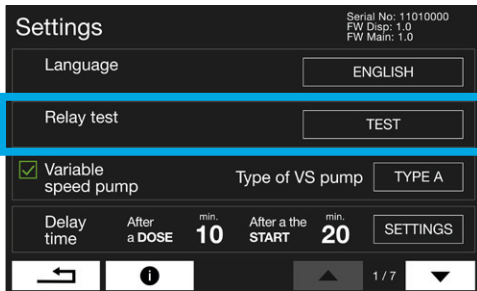 Settings
Serial No: 11010000
FW Disp: 1.0
FW Main: 1.0
Language
ENGLISH
Relay test
TEST
Variable
speed pump
Type of VS pump
TYPE A
Delay
time
After
a DOSE
min.
10
After a the
START
min.
20
SETTINGS
1 / 7